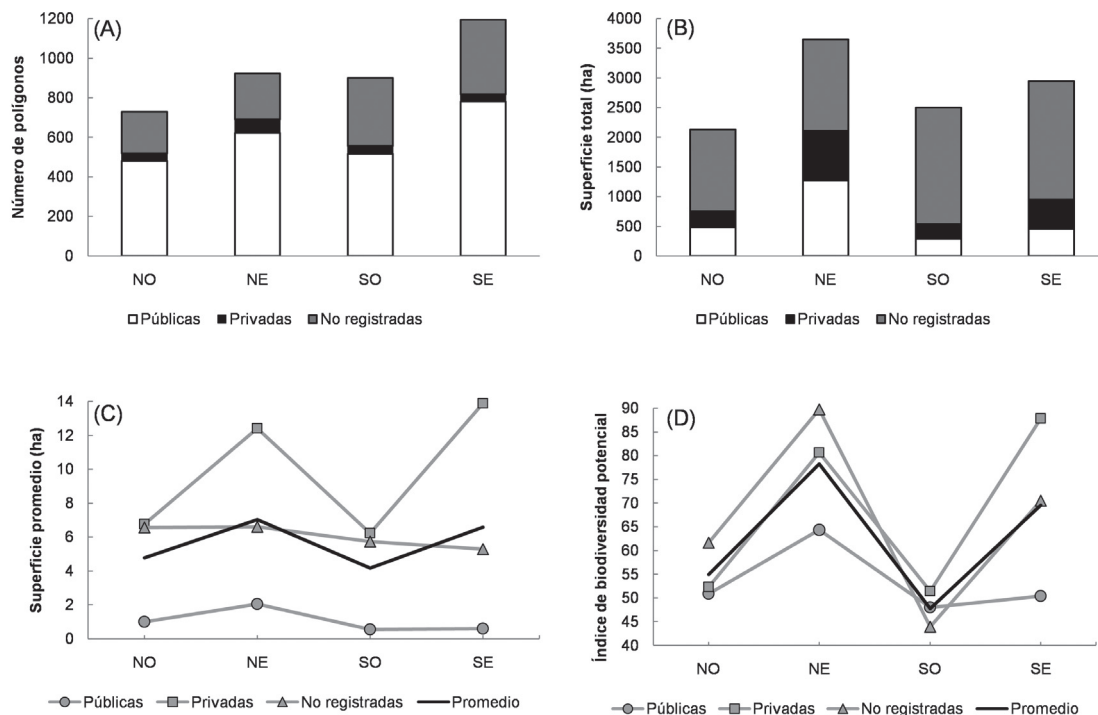 (A)
Número de polígonos
1200
1000
800
600
400
200
0
NO NE SO SE
Públicas Privadas No registradas
(B)
Superficie total (ha)
4000
3500
3000
2500
2000
1500
1000
500
0
NO NE SO SE
Públicas Privadas No registradas
(C)
Superficie promedio (ha)
14
12
10
8
6
4
2
0
NO NE SO SE
Públicas Privadas No registradas Promedio
(D)
Índice de biodiversidad potencial
90
85
80
75
70
65
60
55
50
45
40
NO NE SO SE
Públicas Privadas No registradas Promedio